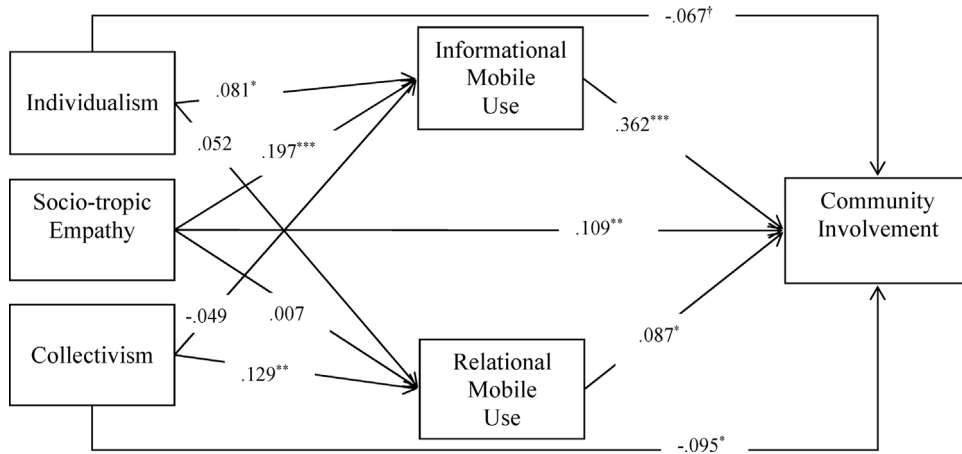 -.067†
Individualism
.081*
Informational
Mobile
Use
.052
.197***
.362***
Socio-tropic
Empathy
.109**
Community
Involvement
-.049
.007
Collectivism
.129**
Relational
Mobile
Use
.087*
-.095*